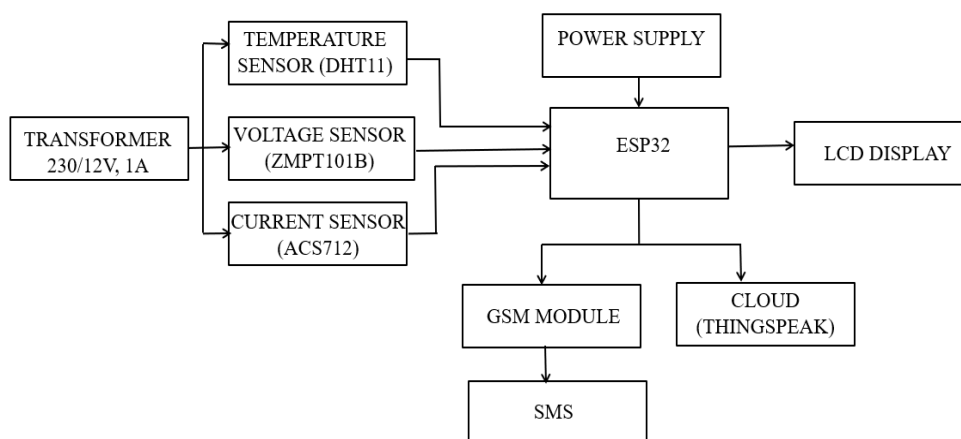 TEMPERATURE
SENSOR (DHT11)
POWER SUPPLY
TRANSFORMER
230/12V, 1A
VOLTAGE SENSOR
(ZMPT101B)
ESP32
LCD DISPLAY
CURRENT SENSOR
(ACS712)
GSM MODULE
CLOUD
(THINGSPEAK)
SMS